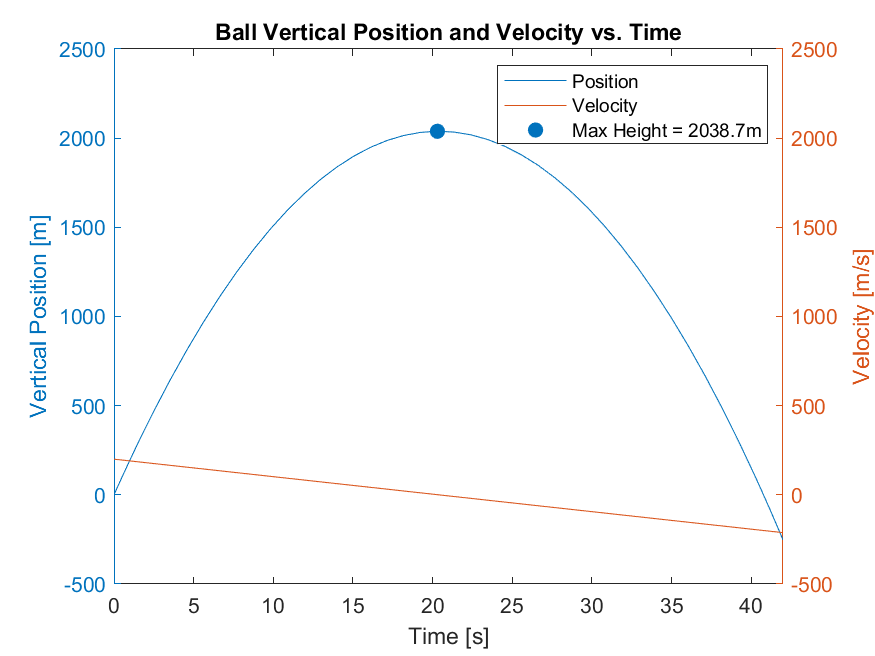 Ball Vertical Position and Velocity vs. Time
Position
Velocity
Max Height = 2038.7m
Vertical Position [m]
2500
2000
1500
1000
500
0
-500
Velocity [m/s]
2500
2000
1500
1000
500
0
-500
0 5 10 15 20 25 30 35 40
Time [s]